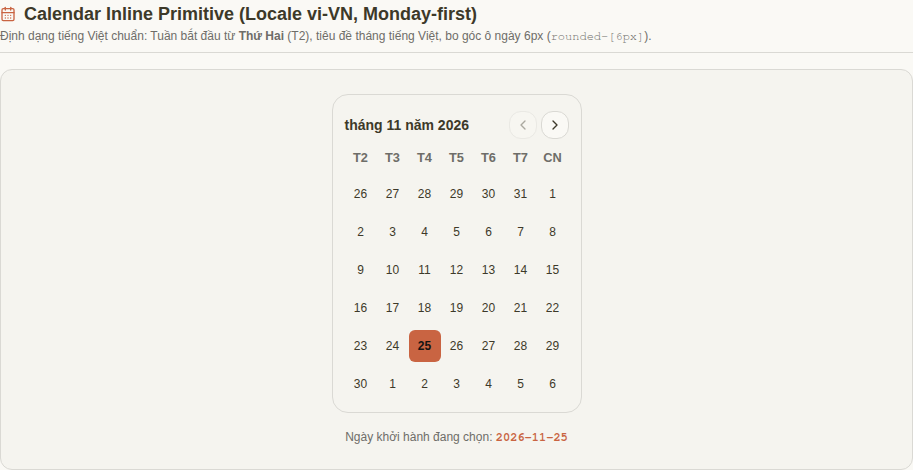 Calendar Inline Primitive (Locale vi-VN, Monday-first)
Định dạng tiếng Việt chuẩn: Tuần bắt đầu từ Thứ Hai (T2), tiêu đề tháng tiếng Việt, bo góc ô ngày 6px (rounded-[6px]).
tháng 11 năm 2026
T2 T3 T4 T5 T6 T7 CN
26 27 28 29 30 31 1
2 3 4 5 6 7 8
9 10 11 12 13 14 15
16 17 18 19 20 21 22
23 24 25 26 27 28 29
30 1 2 3 4 5 6
Ngày khởi hành đang chọn: 2026-11-25